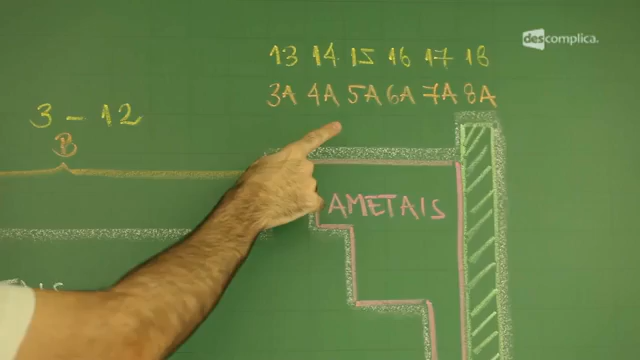 descomplica.
13 14 15 16 17 18
3A 4A 5A 6A 7A 8A
3 - 12
B
AMETAIS